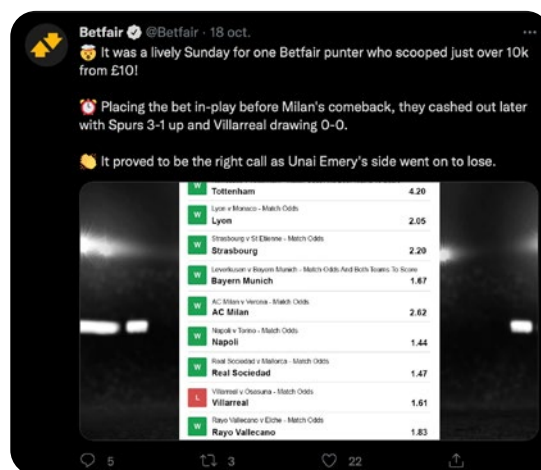 Betfair @Betfair · 18 oct.
🤯 It was a lively Sunday for one Betfair punter who scooped just over 10k
from £10!
⏰ Placing the bet in-play before Milan's comeback, they cashed out later
with Spurs 3-1 up and Villarreal drawing 0-0.
👏 It proved to be the right call as Unai Emery's side went on to lose.
W Tottenham 4.20
Lyon v Monaco - Match Odds
W Lyon 2.05
Strasbourg v St Etienne - Match Odds
W Strasbourg 2.20
Leverkusen v Bayern Munich - Match Odds And Both Teams To Score
W Bayern Munich 1.67
AC Milan v Verona - Match Odds
W AC Milan 2.62
Napoli v Torino - Match Odds
W Napoli 1.44
Real Sociedad v Mallorca - Match Odds
W Real Sociedad 1.47
Villarreal v Osasuna - Match Odds
L Villarreal 1.61
Rayo Vallecano v Elche - Match Odds
W Rayo Vallecano 1.83
5 3 22